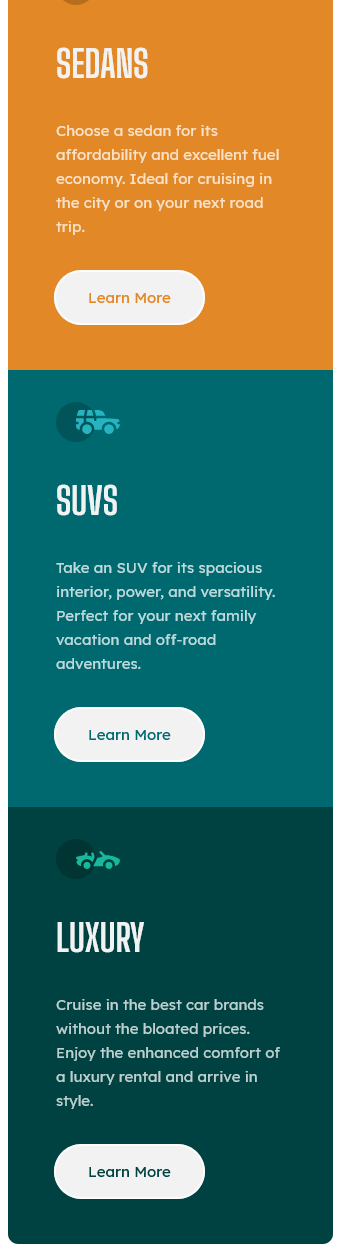 SEDANS
Choose a sedan for its
affordability and excellent fuel
economy. Ideal for cruising in
the city or on your next road
trip.
Learn More
SUVS
Take an SUV for its spacious
interior, power, and versatility.
Perfect for your next family
vacation and off-road
adventures.
Learn More
LUXURY
Cruise in the best car brands
without the bloated prices.
Enjoy the enhanced comfort of
a luxury rental and arrive in
style.
Learn More